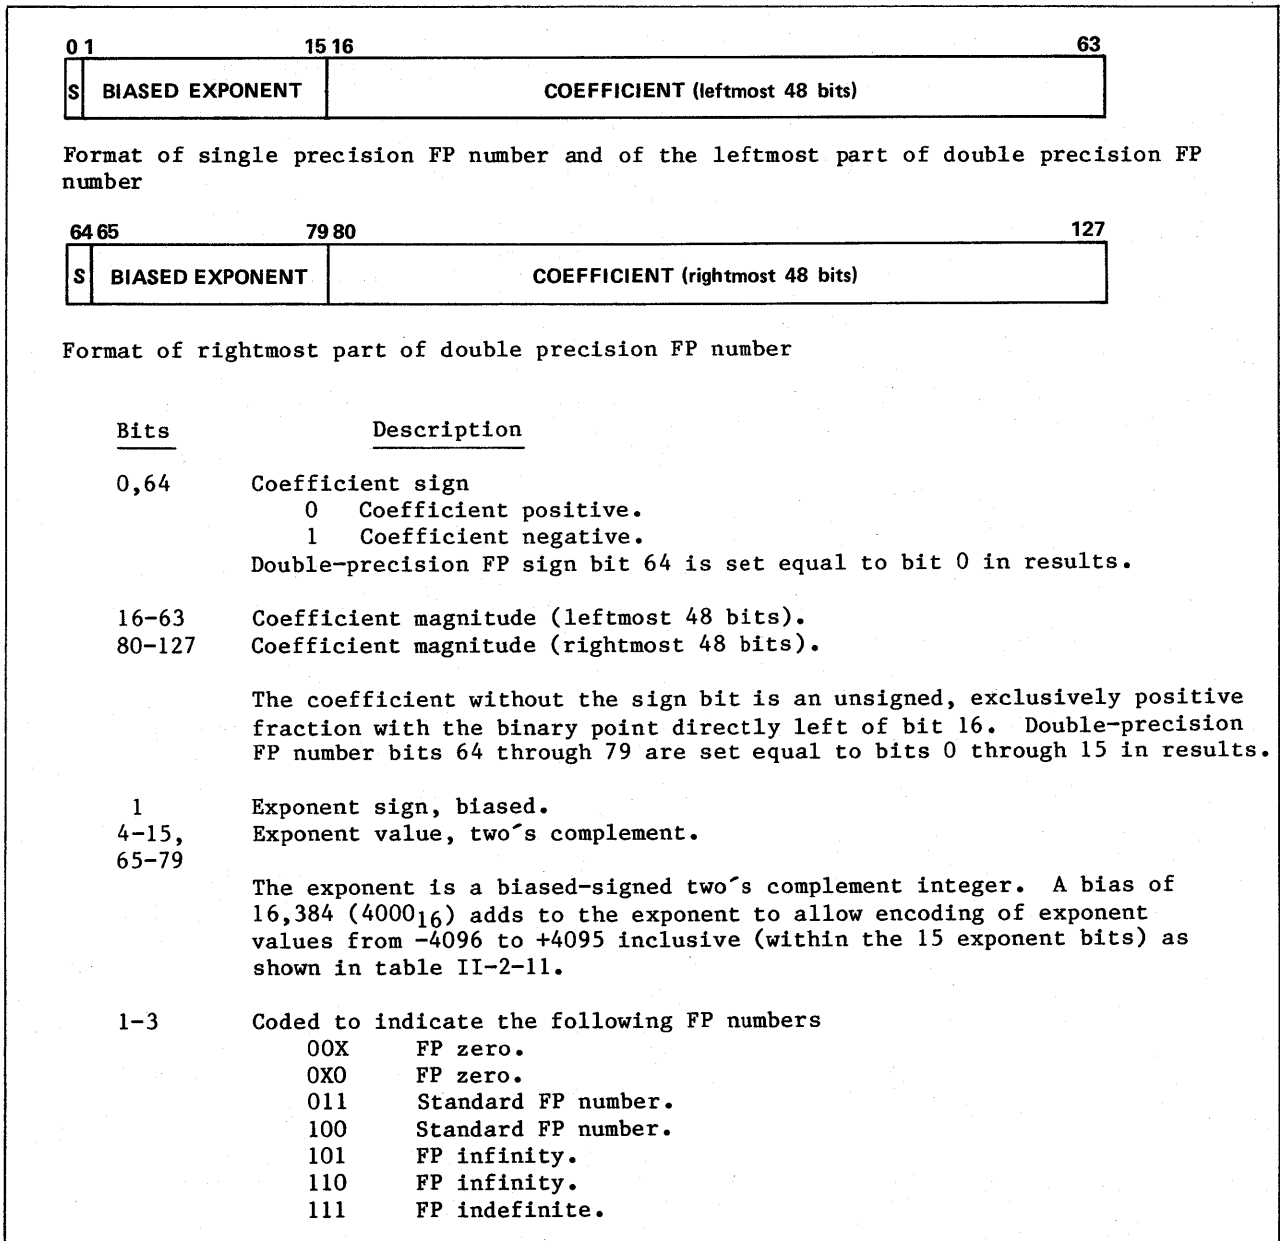 0 1 15 16 63
S BIASED EXPONENT COEFFICIENT (leftmost 48 bits)
Format of single precision FP number and of the leftmost part of double precision FP
number
64 65 79 80 127
S BIASED EXPONENT COEFFICIENT (rightmost 48 bits)
Format of rightmost part of double precision FP number
Bits Description
0,64 Coefficient sign
0 Coefficient positive.
1 Coefficient negative.
Double-precision FP sign bit 64 is set equal to bit 0 in results.
16-63 Coefficient magnitude (leftmost 48 bits).
80-127 Coefficient magnitude (rightmost 48 bits).
The coefficient without the sign bit is an unsigned, exclusively positive
fraction with the binary point directly left of bit 16. Double-precision
FP number bits 64 through 79 are set equal to bits 0 through 15 in results.
1 Exponent sign, biased.
4-15, Exponent value, two´s complement.
65-79
The exponent is a biased-signed two´s complement integer. A bias of
16,384 (4000₁₆) adds to the exponent to allow encoding of exponent
values from -4096 to +4095 inclusive (within the 15 exponent bits) as
shown in table II-2-11.
1-3 Coded to indicate the following FP numbers
00X FP zero.
0X0 FP zero.
011 Standard FP number.
100 Standard FP number.
101 FP infinity.
110 FP infinity.
111 FP indefinite.